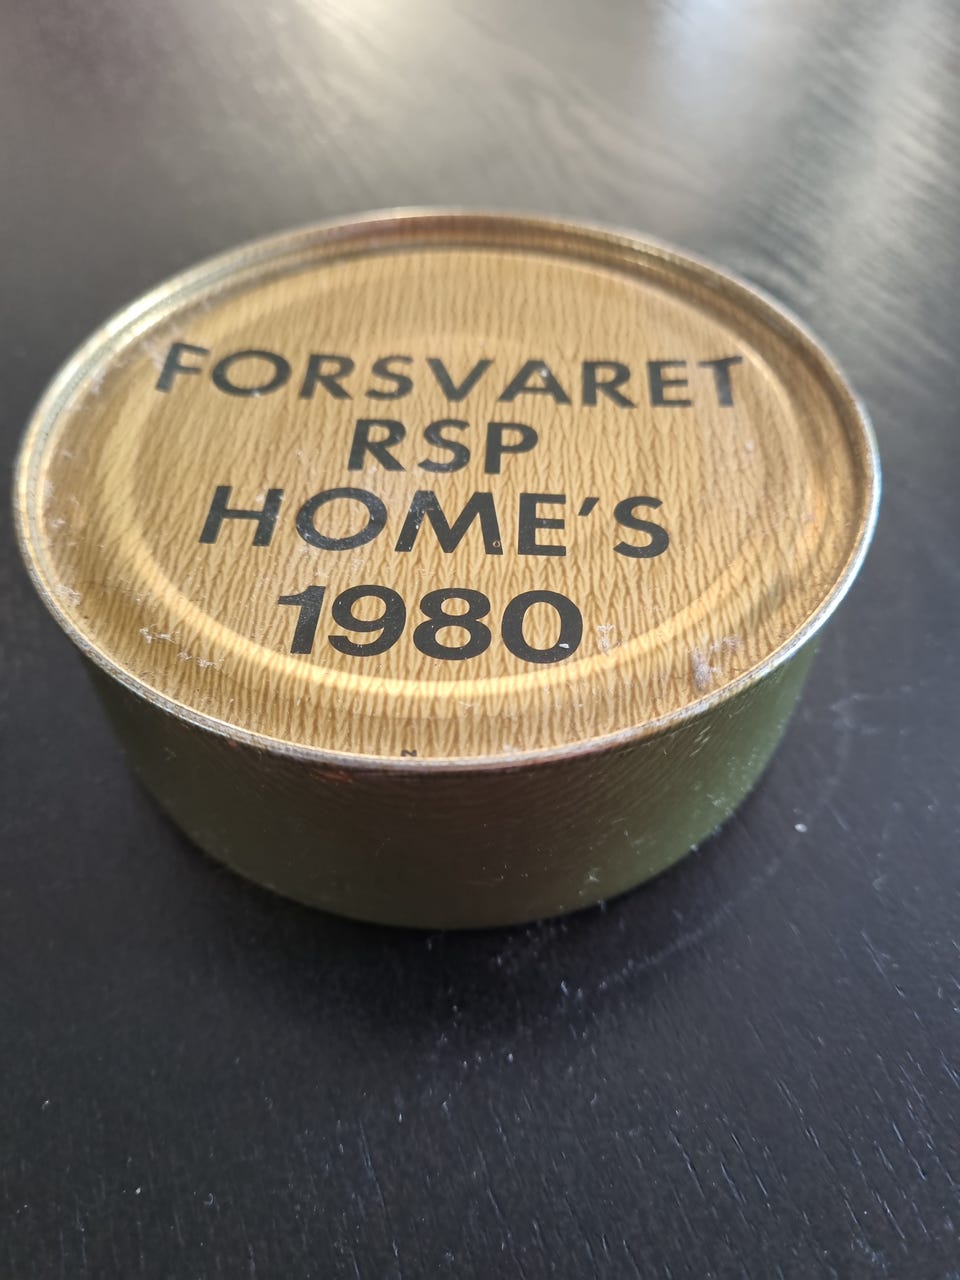 FORSVARET
RSP
HOME'S
1980
N